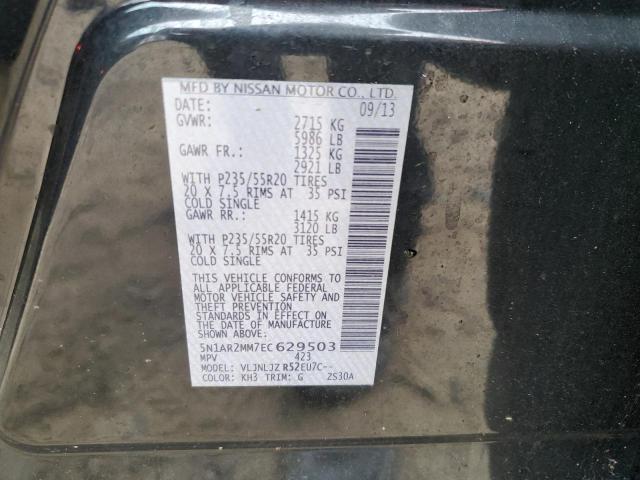 MFD BY NISSAN MOTOR CO., LTD.
DATE: 09/13
GVWR: 2715 KG
5986 LB
GAWR FR.: 1325 KG
2921 LB
WITH P235/55R20 TIRES
20 X 7.5 RIMS AT 35 PSI
COLD SINGLE
GAWR RR.: 1415 KG
3120 LB
WITH P235/55R20 TIRES
20 X 7.5 RIMS AT 35 PSI
COLD SINGLE
THIS VEHICLE CONFORMS TO
ALL APPLICABLE FEDERAL
MOTOR VEHICLE SAFETY AND
THEFT PREVENTION
STANDARDS IN EFFECT ON
THE DATE OF MANUFACTURE
SHOWN ABOVE.
5N1AR2MM7EC629503
MPV 423
MODEL: VLJNLJZ R52EU7C--
COLOR: KH3 TRIM: G ZS30A